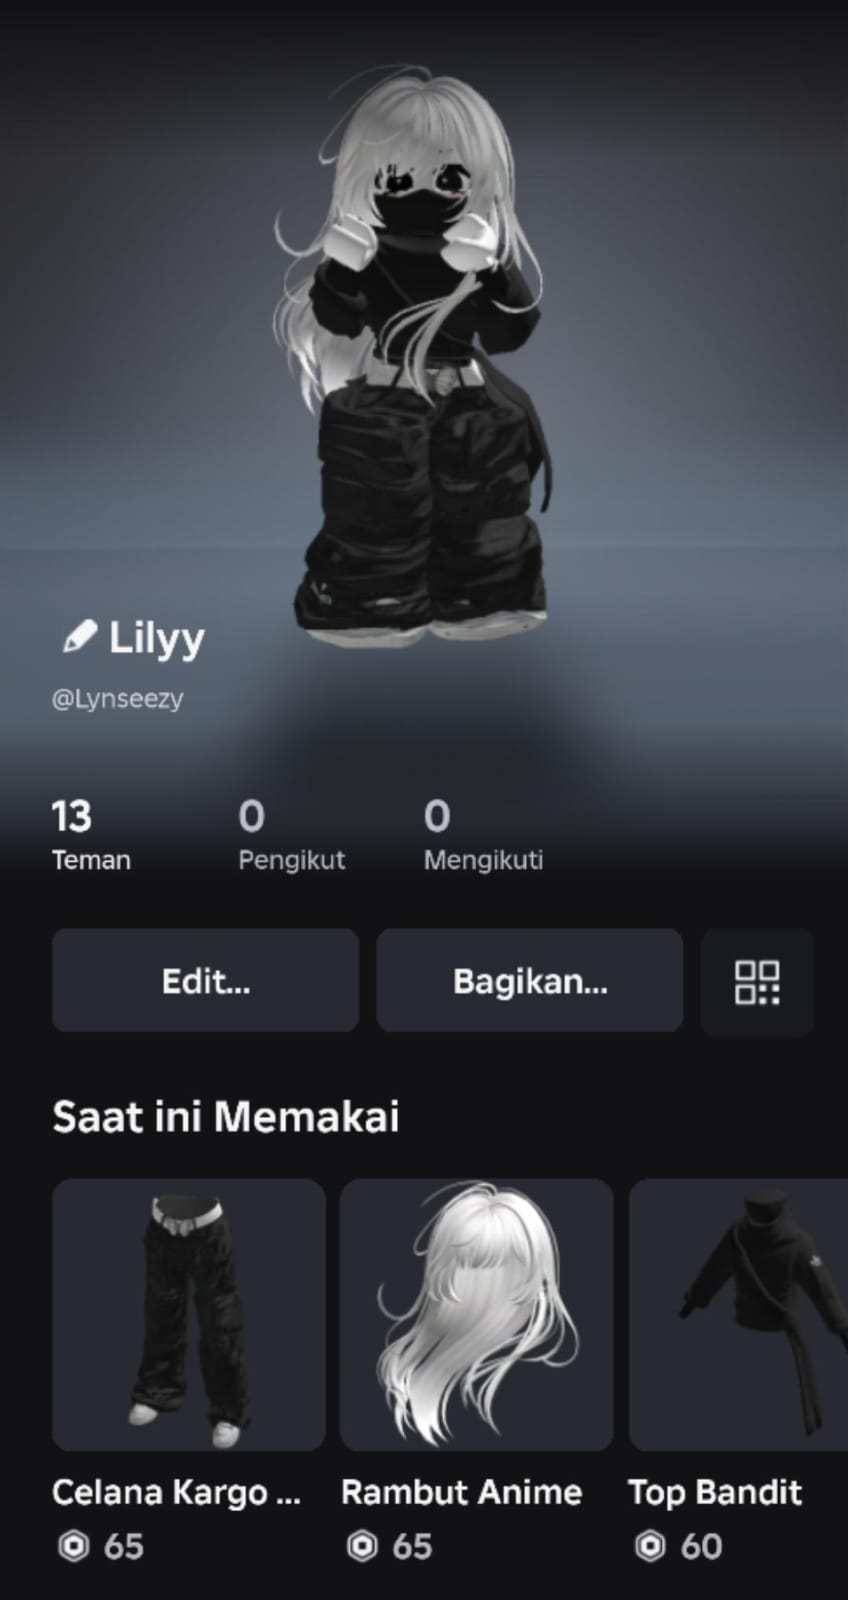 Lilyy
@Lynseezy
13 0 0
Teman Pengikut Mengikuti
Edit... Bagikan...
Saat ini Memakai
Celana Kargo ... Rambut Anime Top Bandit
65 65 60